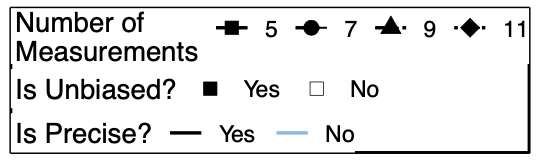 Number of Measurements 5 7 9 11
Is Unbiased? Yes No
Is Precise? Yes No